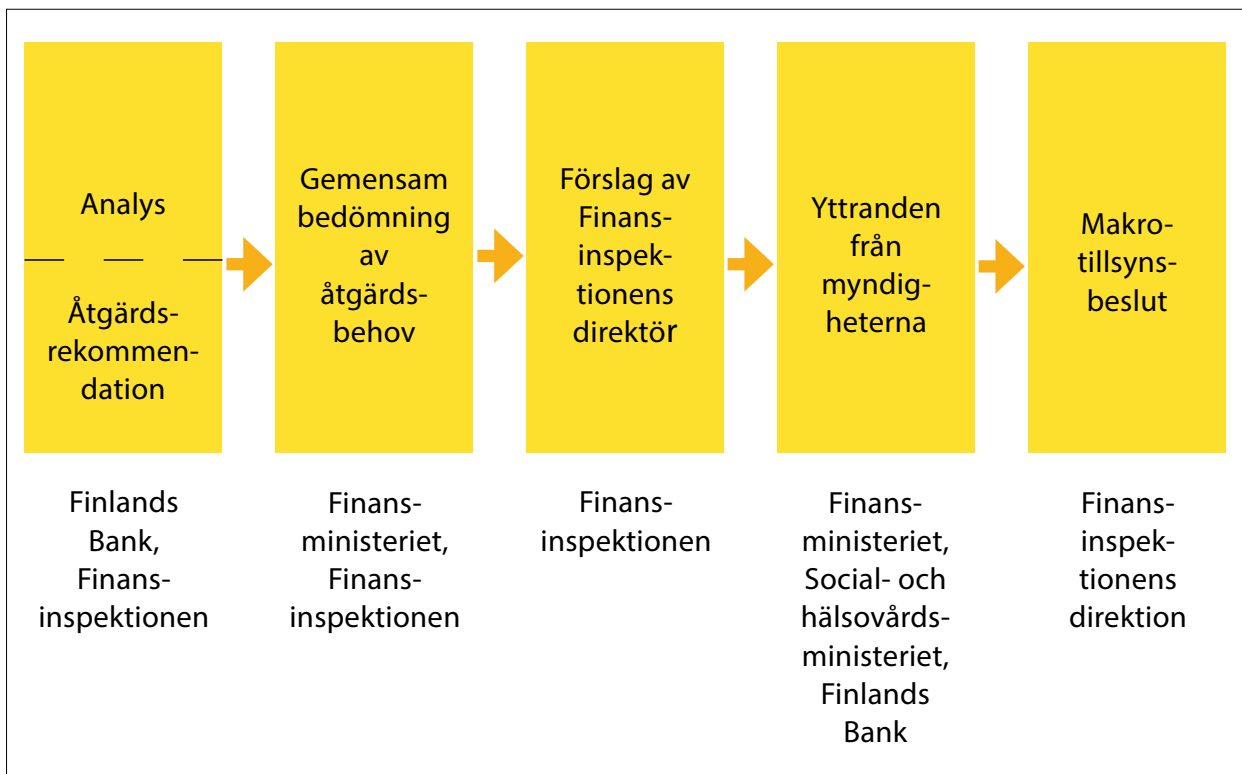 Analys
Åtgärds-
rekommen-
dation
Gemensam
bedömning
av
åtgärds-
behov
Förslag av
Finans-
inspek-
tionens
direktör
Yttranden
från
myndig-
heterna
Makro-
tillsyns-
beslut
Finlands
Bank,
Finans-
inspektionen
Finans-
ministeriet,
Finans-
inspektionen
Finans-
inspektionen
Finans-
ministeriet,
Social- och
hälsovårds-
ministeriet,
Finlands
Bank
Finans-
inspek-
tionens
direktion